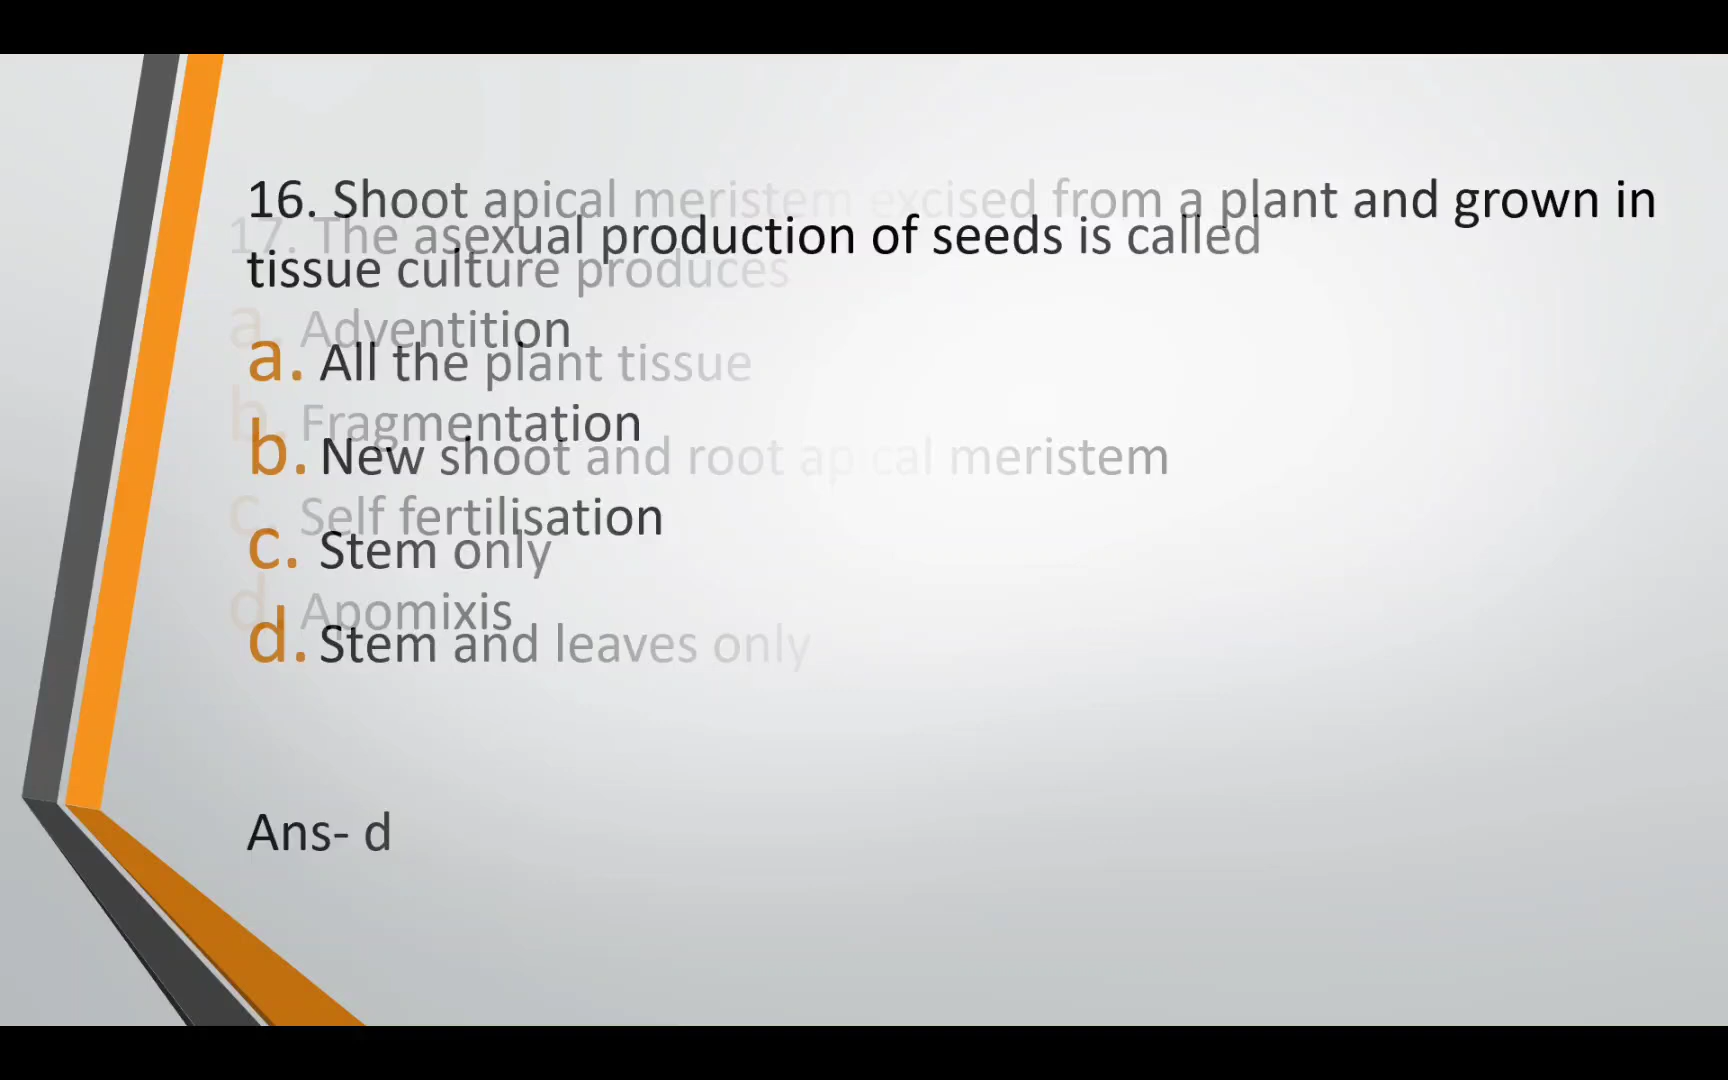 16. Shoot apical meristem excised from a plant and grown in
tissue culture produces
a. All the plant tissue
b. New shoot and root apical meristem
c. Stem only
d. Stem and leaves only
Ans- d
17. The asexual production of seeds is called
a. Adventition
b. Fragmentation
c. Self fertilisation
d. Apomixis